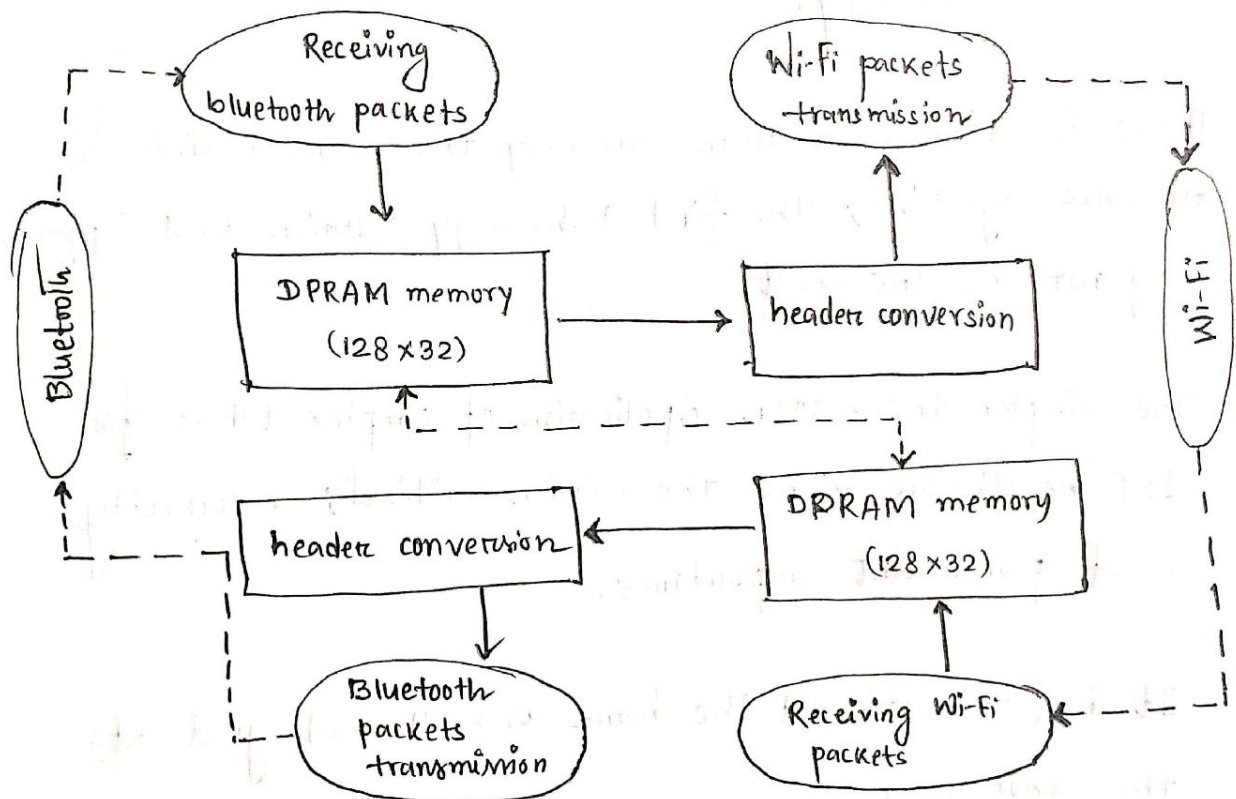 Receiving
bluetooth packets
Wi-Fi packets
transmission
Bluetooth
DPRAM memory
(128 x 32)
header conversion
Wi-Fi
header conversion
DPRAM memory
(128 x 32)
Bluetooth
packets
transmission
Receiving Wi-Fi
packets